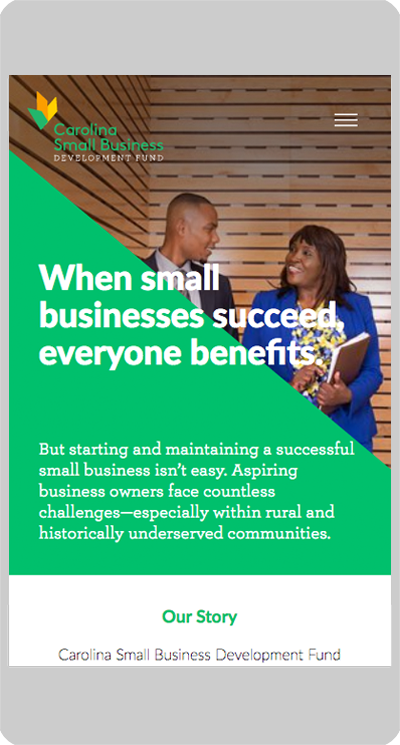 Carolina
Small Business
DEVELOPMENT FUND
When small
businesses succeed,
everyone benefits.
But starting and maintaining a successful
small business isn’t easy. Aspiring
business owners face countless
challenges—especially within rural and
historically underserved communities.
Our Story
Carolina Small Business Development Fund